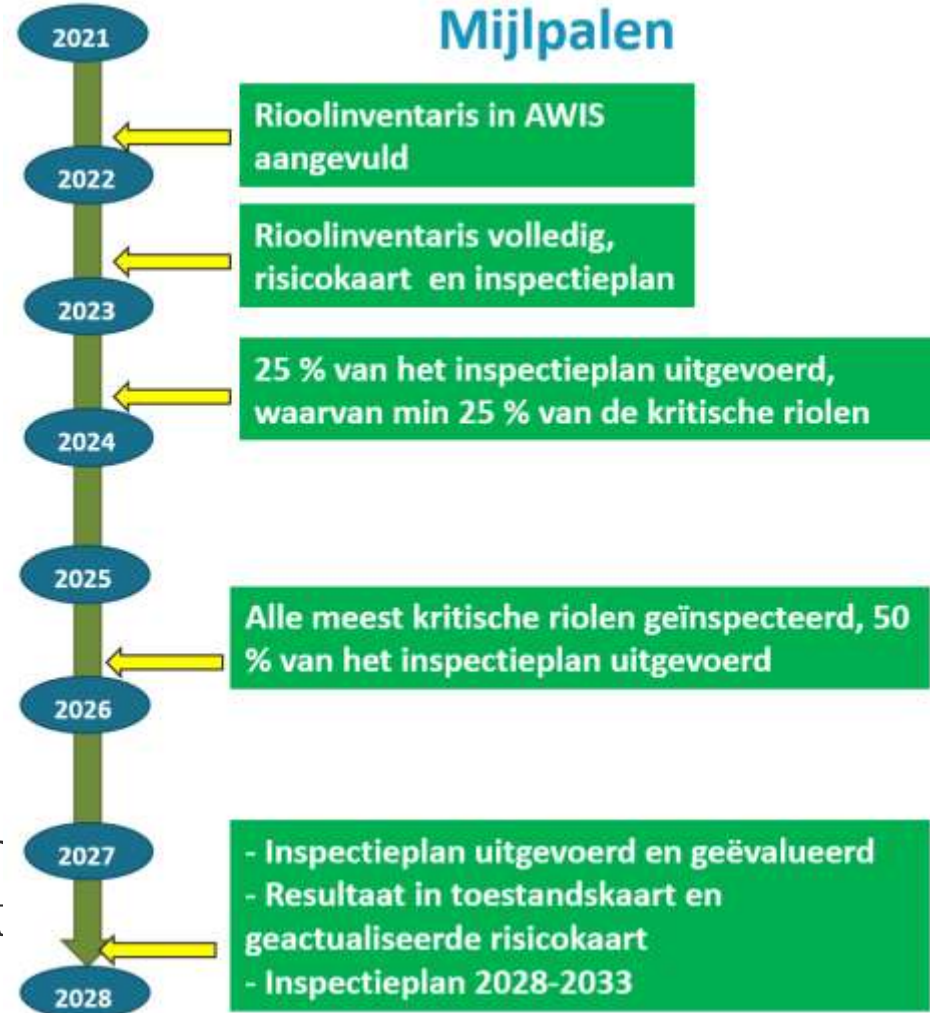 Mijlpalen
2021
Rioolinventaris in AWIS
aangevuld
2022
Rioolinventaris volledig,
risicokaart en inspectieplan
2023
25 % van het inspectieplan uitgevoerd,
waarvan min 25 % van de kritische riolen
2024
2025
Alle meest kritische riolen geïnspecteerd, 50
% van het inspectieplan uitgevoerd
2026
2027
- Inspectieplan uitgevoerd en geëvalueerd
- Resultaat in toestandskaart en
geactualiseerde risicokaart
- Inspectieplan 2028-2033
2028